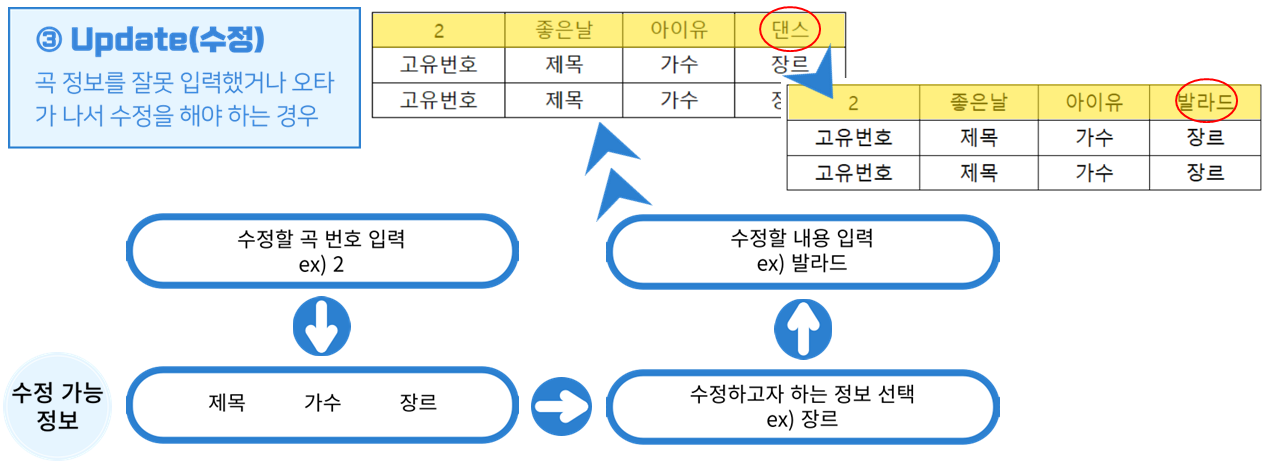 ③ Update(수정)
곡 정보를 잘못 입력했거나 오타
가 나서 수정을 해야 하는 경우
2 좋은날 아이유 댄스
고유번호 제목 가수 장르
고유번호 제목 가수
2 좋은날 아이유 발라드
고유번호 제목 가수 장르
고유번호 제목 가수 장르
수정할 곡 번호 입력
ex) 2
수정할 내용 입력
ex) 발라드
수정 가능
정보
제목 가수 장르
수정하고자 하는 정보 선택
ex) 장르